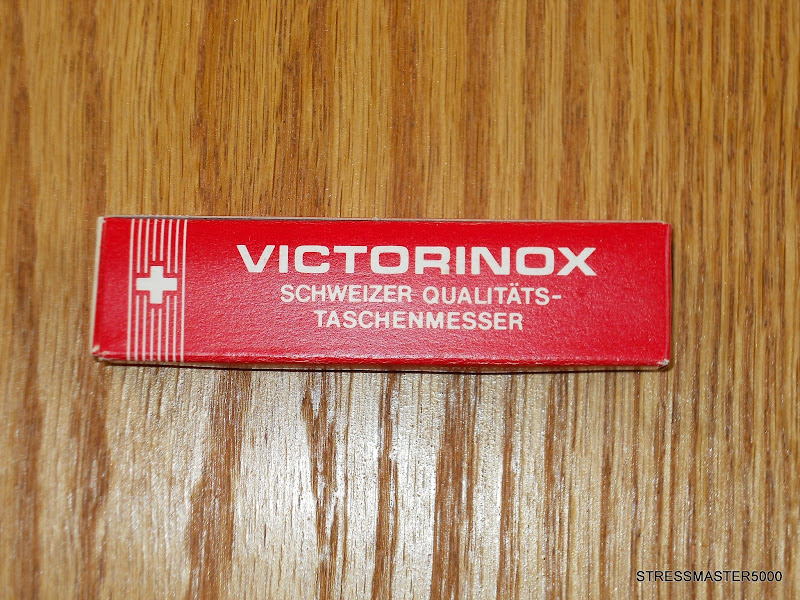 VICTORINOX
SCHWEIZER QUALITÄTS-
TASCHENMESSER
STRESSMASTER5000